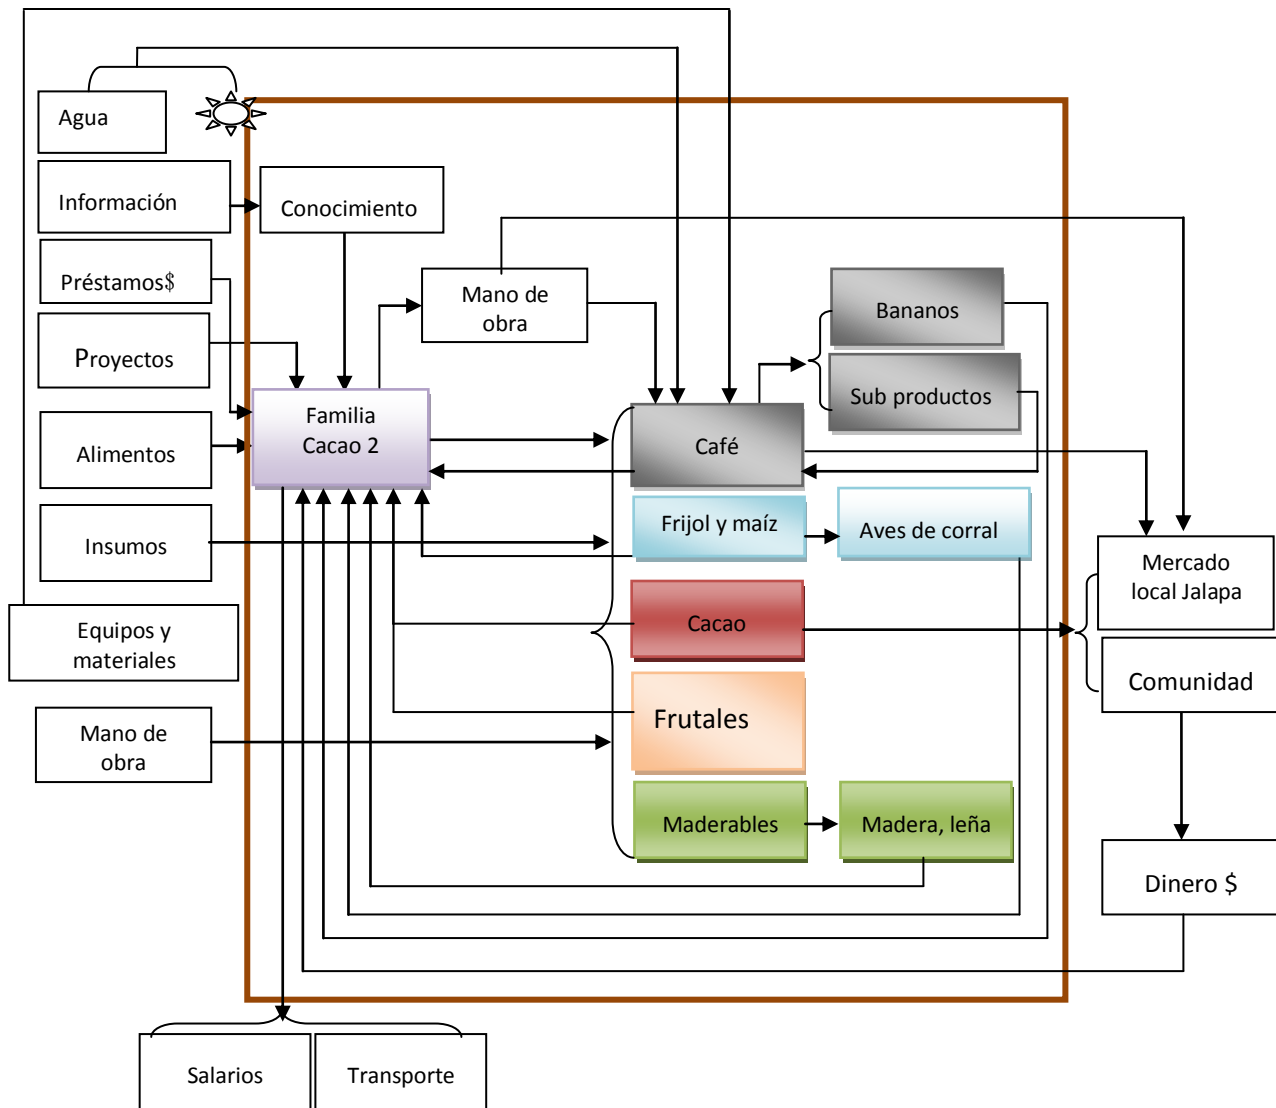 Agua
Información
Conocimiento
Préstamos$
Mano de
obra
Bananos
Proyectos
Sub productos
Familia
Cacao 2
Alimentos
Café
Insumos
Frijol y maíz
Aves de corral
Mercado
local Jalapa
Equipos y
materiales
Cacao
Comunidad
Mano de
obra
Frutales
Maderables
Madera, leña
Dinero $
Salarios
Transporte